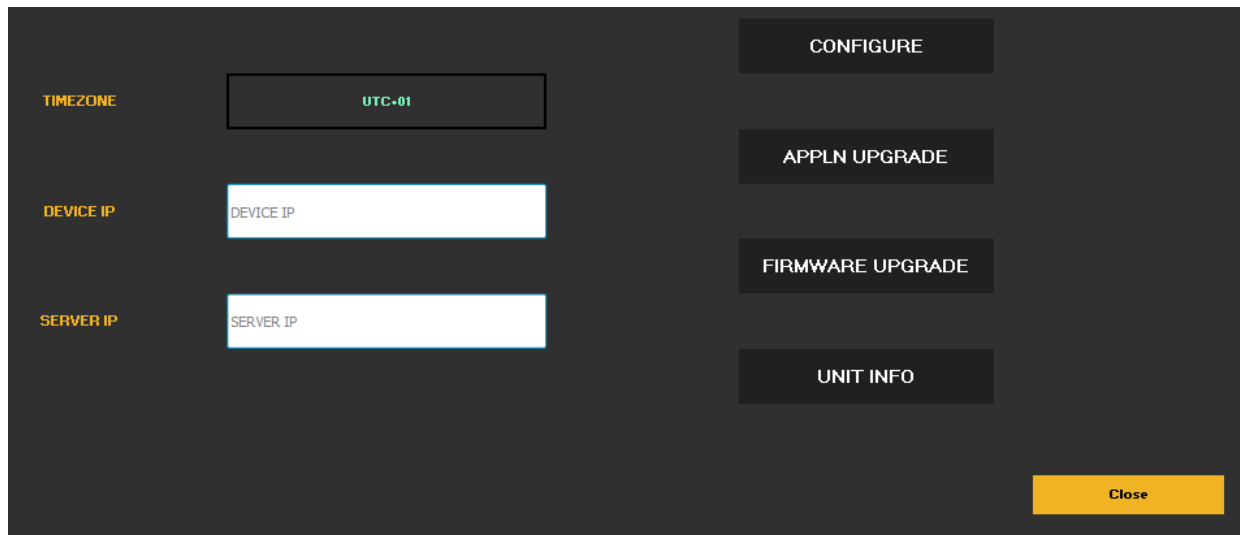 CONFIGURE
TIMEZONE
UTC+01
APPLN UPGRADE
DEVICE IP
DEVICE IP
FIRMWARE UPGRADE
SERVER IP
SERVER IP
UNIT INFO
Close